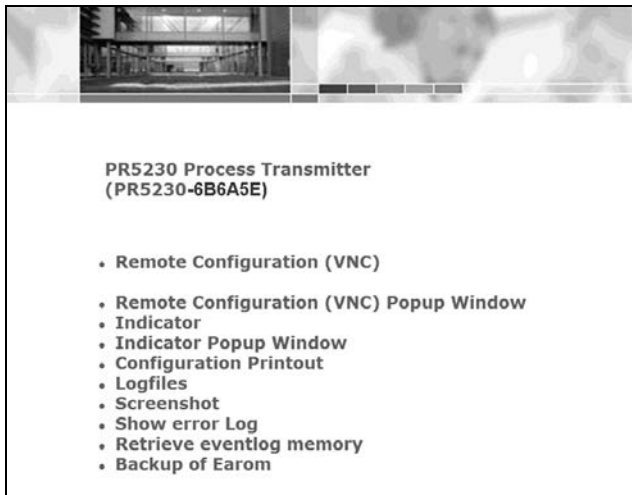 PR5230 Process Transmitter
(PR5230-6B6A5E)
• Remote Configuration (VNC)
• Remote Configuration (VNC) Popup Window
• Indicator
• Indicator Popup Window
• Configuration Printout
• Logfiles
• Screenshot
• Show error Log
• Retrieve eventlog memory
• Backup of Earom